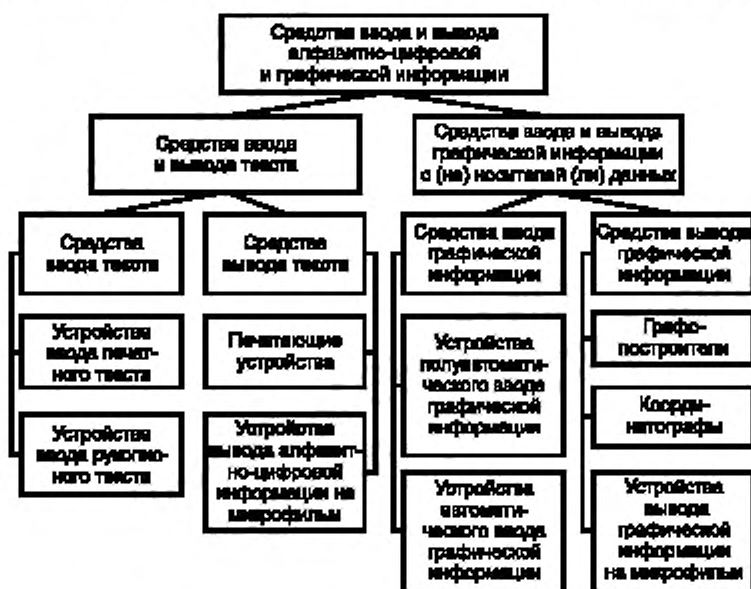 Средства ввода и вывода
алфавитно-цифровой
и графической информации
Средства ввода
и вывода текста
Средства ввода и вывода
графической информации
с (на) носителей (ли) данных
Средства
ввода текста
Средства
вывода текста
Средства ввода
графической
информации
Средства вывода
графической
информации
Устройства
ввода печат-
ного текста
Печатающие
устройства
Устройства
полуавтомати-
ческого ввода
графической
информации
Графо-
построители
Коорди-
натографы
Устройства
ввода рукопис-
ного текста
Устройства
вывода алфавит-
но-цифровой
информации на
микрофильм
Устройства
автомати-
ческого ввода
графической
информации
Устройства
вывода
графической
информации
на микрофильм